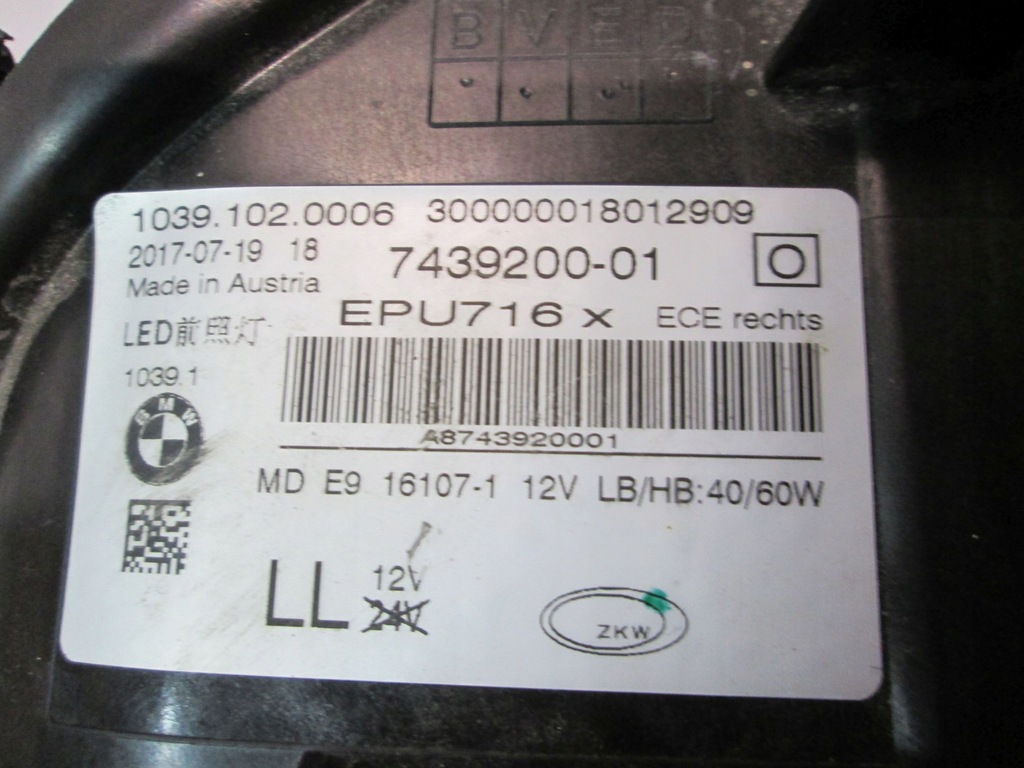 B V E D
1039.102.0006 300000018012909
2017-07-19 18 7439200-01 O
Made in Austria
EPU716 x ECE rechts
LED前照灯
1039.1
BMW
A8743920001
MD E9 16107-1 12V LB/HB:40/60W
LL 12V
24V
ZKW